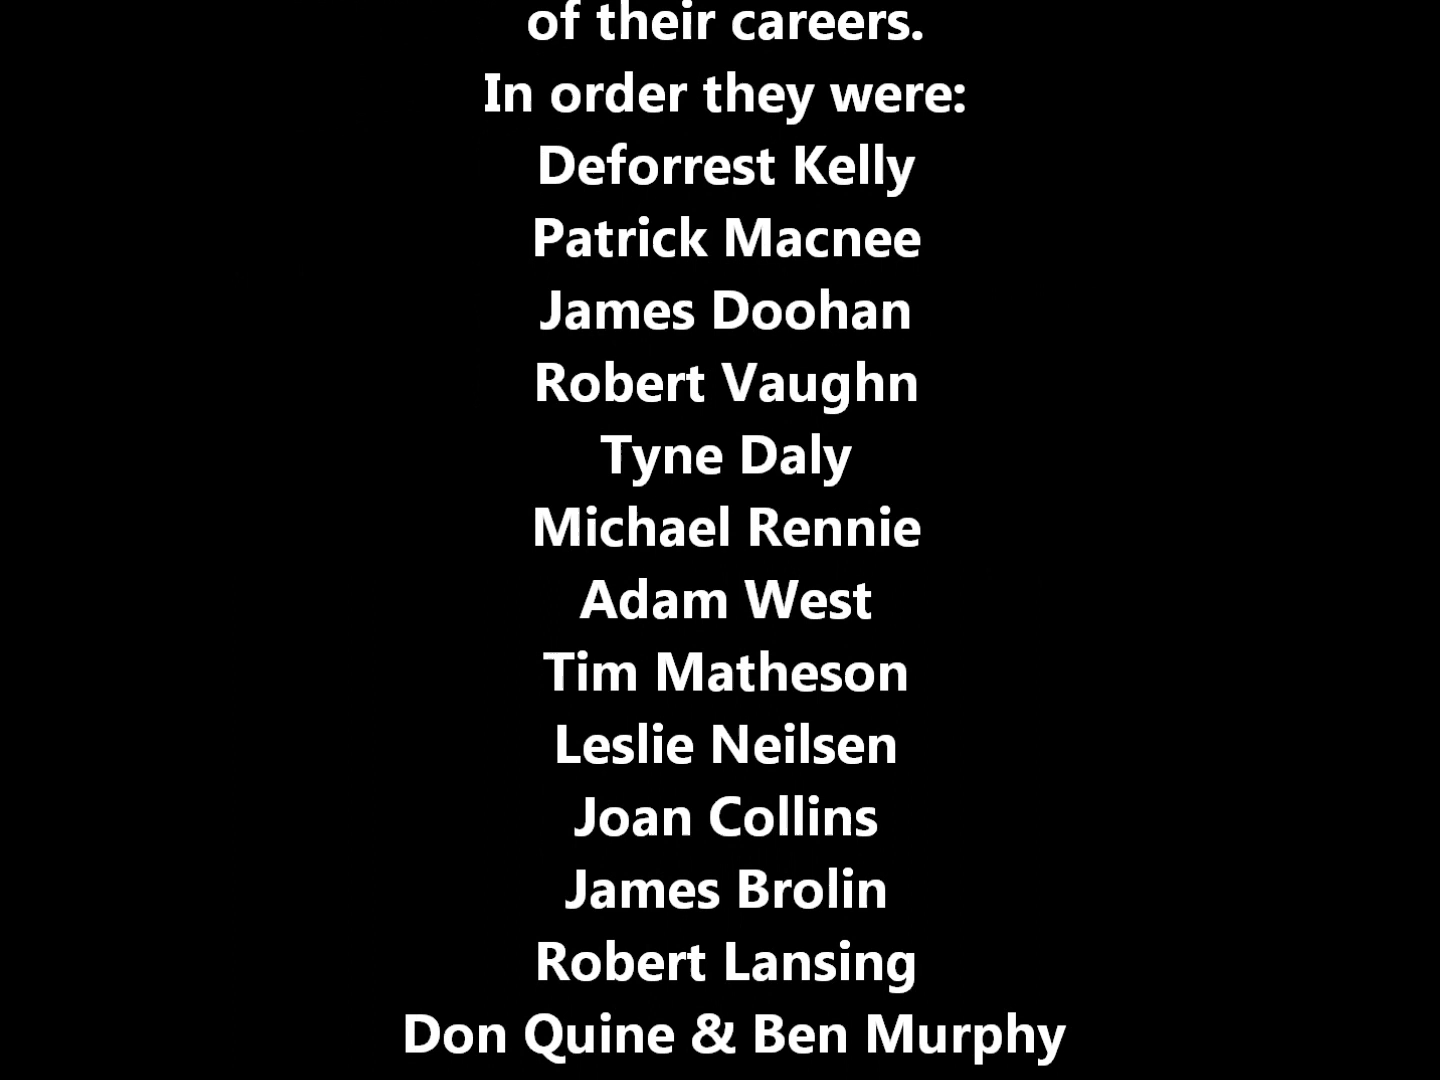 of their careers.
In order they were:
Deforrest Kelly
Patrick Macnee
James Doohan
Robert Vaughn
Tyne Daly
Michael Rennie
Adam West
Tim Matheson
Leslie Neilsen
Joan Collins
James Brolin
Robert Lansing
Don Quine & Ben Murphy